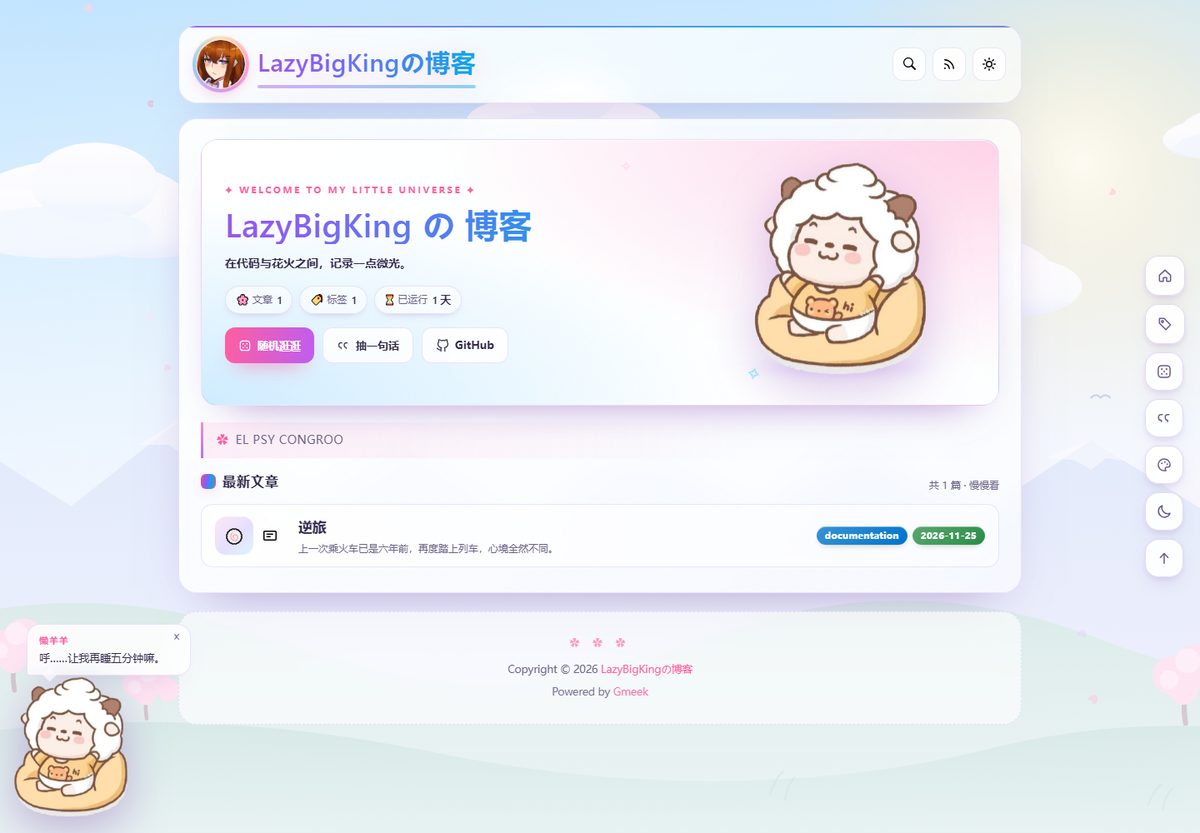 LazyBigKingの博客
✦ WELCOME TO MY LITTLE UNIVERSE ✦
LazyBigKing の 博客
在代码与花火之间，记录一点微光。
文章 1 标签 1 已运行 1 天
随机逛逛 抽一句话 GitHub
EL PSY CONGROO
最新文章
共 1 篇 · 慢慢看
逆旅
上一次乘火车已是六年前，再度踏上列车，心境全然不同。
documentation 2026-11-25
懒羊羊 x
呼……让我再睡五分钟嘛。
hi
hi
Copyright © 2026 LazyBigKingの博客
Powered by Gmeek